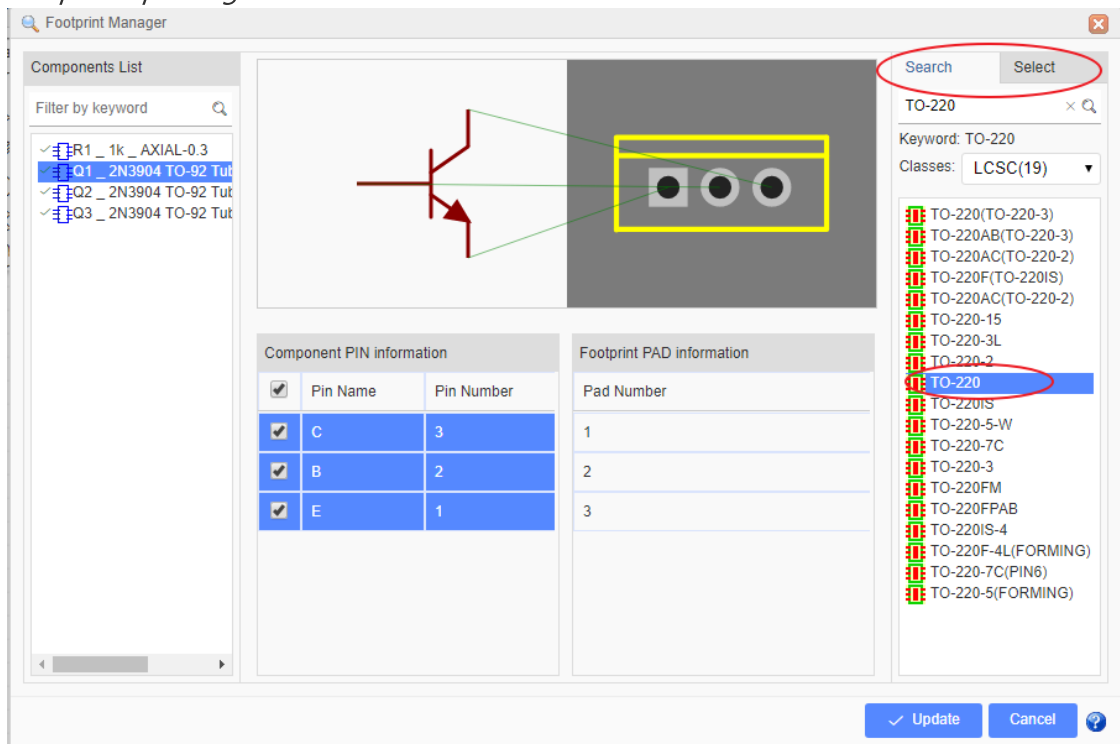 Footprint Manager
Components List
Filter by keyword
R1 _ 1k _ AXIAL-0.3
Q1 _ 2N3904 TO-92 Tub
Q2 _ 2N3904 TO-92 Tub
Q3 _ 2N3904 TO-92 Tub
Component PIN information
Pin Name Pin Number
C 3
B 2
E 1
Footprint PAD information
Pad Number
1
2
3
Search Select
TO-220 ×
Keyword: TO-220
Classes: LCSC(19)
TO-220(TO-220-3)
TO-220AB(TO-220-3)
TO-220AC(TO-220-2)
TO-220F(TO-220IS)
TO-220AC(TO-220-2)
TO-220-15
TO-220-3L
TO-220-2
TO-220
TO-220IS
TO-220-5-W
TO-220-7C
TO-220-3
TO-220FM
TO-220FPAB
TO-220IS-4
TO-220F-4L(FORMING)
TO-220-7C(PIN6)
TO-220-5(FORMING)
Update Cancel ?